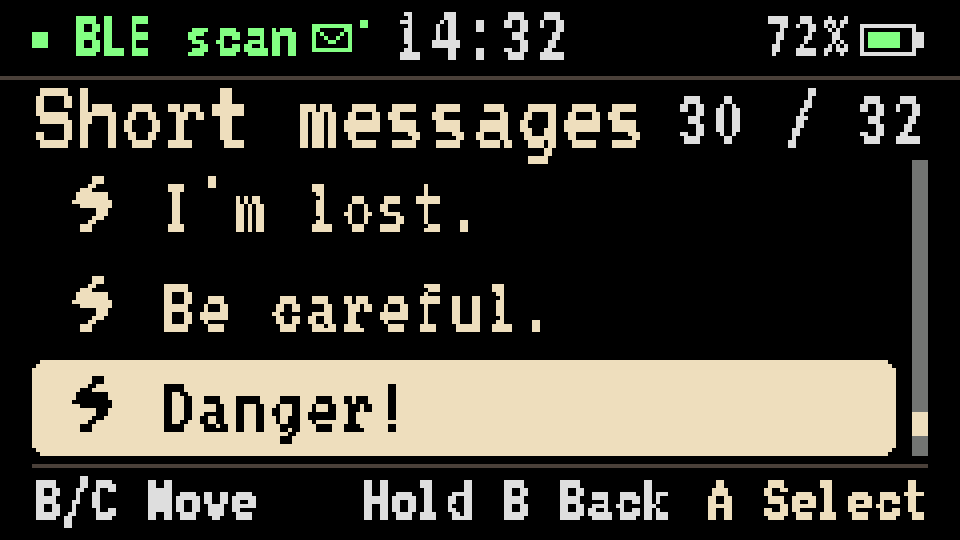 BLE scan 14:32 72%
Short messages 30 / 32
I'm lost.
Be careful.
Danger!
B/C Move Hold B Back A Select